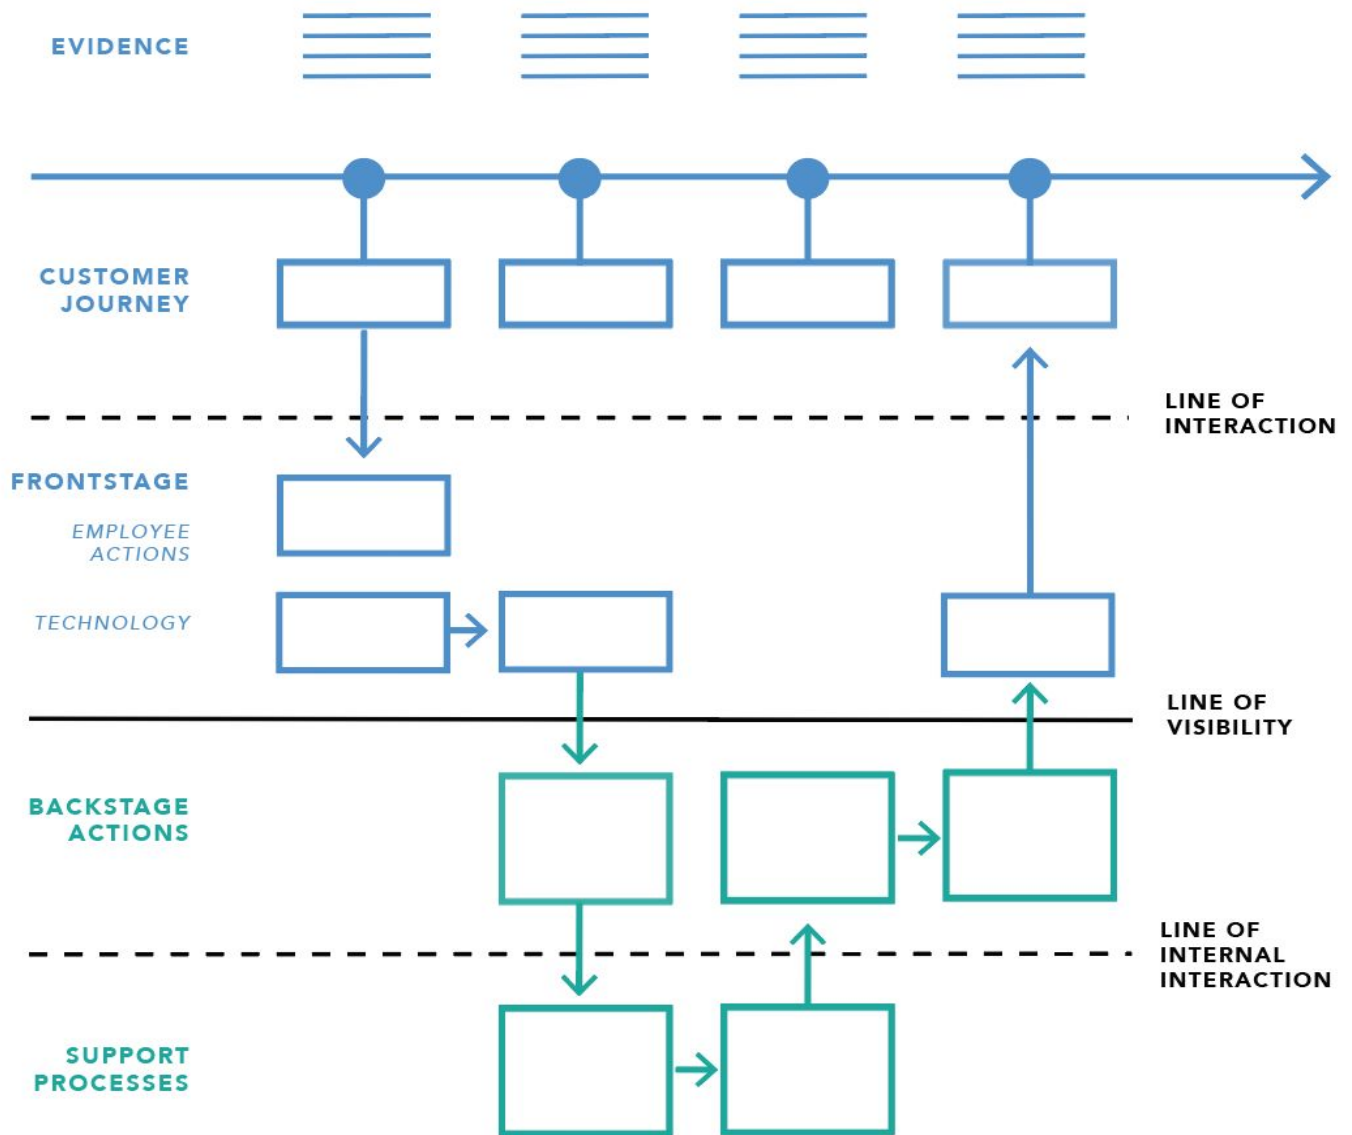 EVIDENCE
CUSTOMER
JOURNEY
LINE OF
INTERACTION
FRONTSTAGE
EMPLOYEE
ACTIONS
TECHNOLOGY
LINE OF
VISIBILITY
BACKSTAGE
ACTIONS
LINE OF
INTERNAL
INTERACTION
SUPPORT
PROCESSES